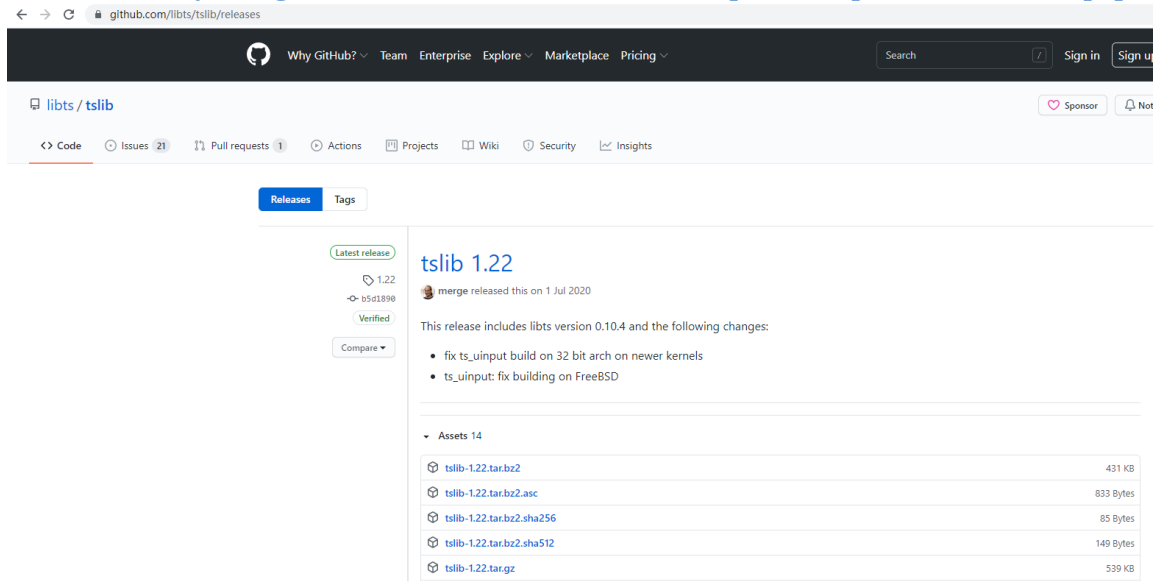 github.com/libts/tslib/releases
Why GitHub? Team Enterprise Explore Marketplace Pricing Search / Sign in Sign up
libts / tslib Sponsor Not
<> Code Issues 21 Pull requests 1 Actions Projects Wiki Security Insights
Releases Tags
Latest release
1.22
b5d1890
Verified
Compare
tslib 1.22
merge released this on 1 Jul 2020
This release includes libts version 0.10.4 and the following changes:
• fix ts_uinput build on 32 bit arch on newer kernels
• ts_uinput: fix building on FreeBSD
Assets 14
tslib-1.22.tar.bz2 431 KB
tslib-1.22.tar.bz2.asc 833 Bytes
tslib-1.22.tar.bz2.sha256 85 Bytes
tslib-1.22.tar.bz2.sha512 149 Bytes
tslib-1.22.tar.gz 539 KB